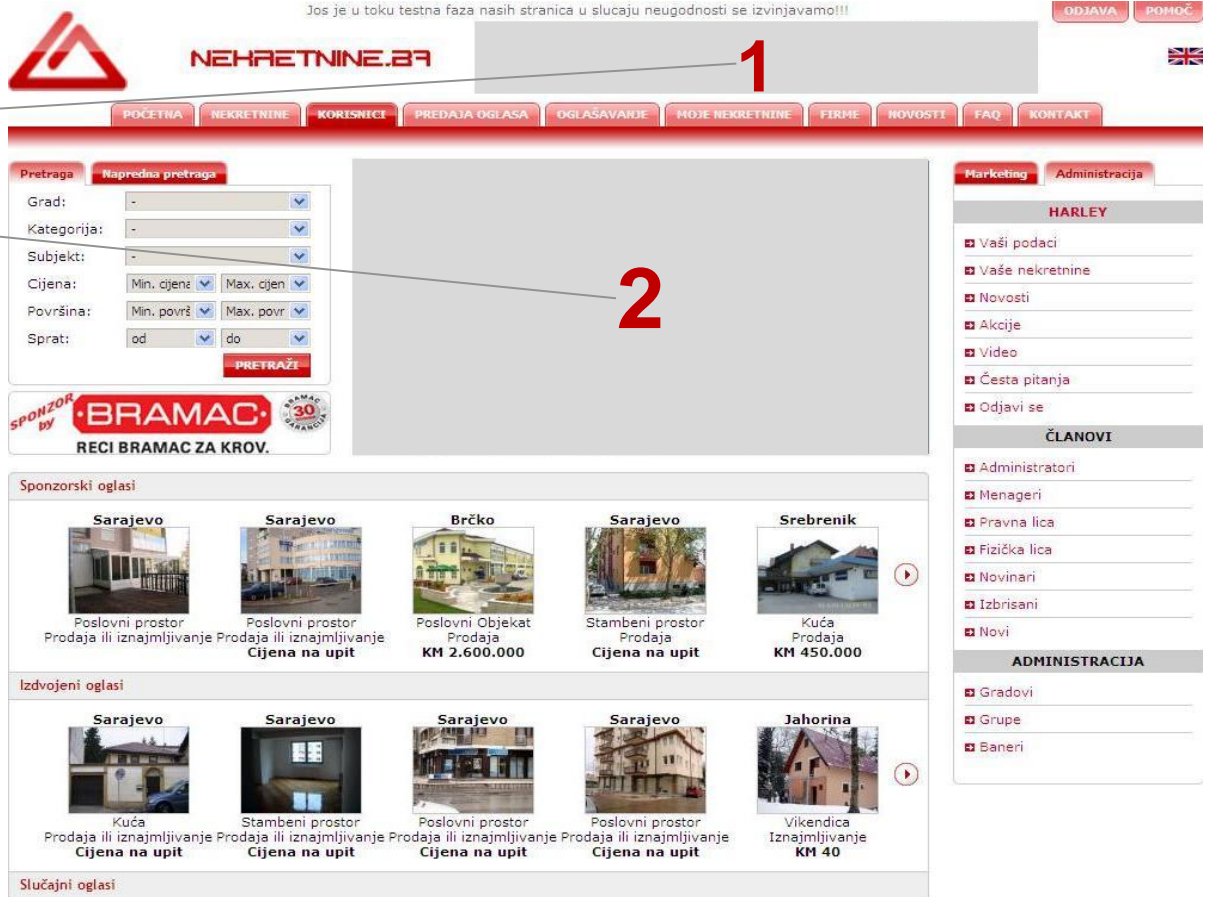 Jos je u toku testna faza nasih stranica u slucaju neugodnosti se izvinjavamo!!!
ODJAVA POMOČ
NEKRETNINE.BA
1
POČETNA NEKRETNINE KORISNICI PREDAJA OGLASA OGLAŠAVANJE MOJE NEKRETNINE FIRME NOVOSTI FAQ KONTAKT
Pretraga Napredna pretraga
Grad: -
Kategorija: -
Subjekt: -
Cijena: Min. cijena Max. cijen
Površina: Min. površ Max. povr
Sprat: od do
PRETRAŽI
SPONZOR by
·BRAMAC·
BRAMAC 30 GARANCIJA
RECI BRAMAC ZA KROV.
2
Marketing Administracija
HARLEY
Vaši podaci
Vaše nekretnine
Novosti
Akcije
Video
Česta pitanja
Odjavi se
ČLANOVI
Administratori
Menageri
Pravna lica
Fizička lica
Novinari
Izbrisani
Novi
ADMINISTRACIJA
Gradovi
Grupe
Baneri
Sponzorski oglasi
Sarajevo Sarajevo Brčko Sarajevo Srebrenik
Poslovni prostor Poslovni prostor Poslovni Objekat Stambeni prostor Kuća
Prodaja ili iznajmljivanje Prodaja ili iznajmljivanje Prodaja Prodaja Prodaja
Cijena na upit KM 2.600.000 Cijena na upit KM 450.000
Izdvojeni oglasi
Sarajevo Sarajevo Sarajevo Sarajevo Jahorina
Kuća Stambeni prostor Poslovni prostor Poslovni prostor Vikendica
Prodaja ili iznajmljivanje Prodaja ili iznajmljivanje Prodaja ili iznajmljivanje Prodaja ili iznajmljivanje Iznajmljivanje
Cijena na upit Cijena na upit Cijena na upit Cijena na upit KM 40
Slučajni oglasi